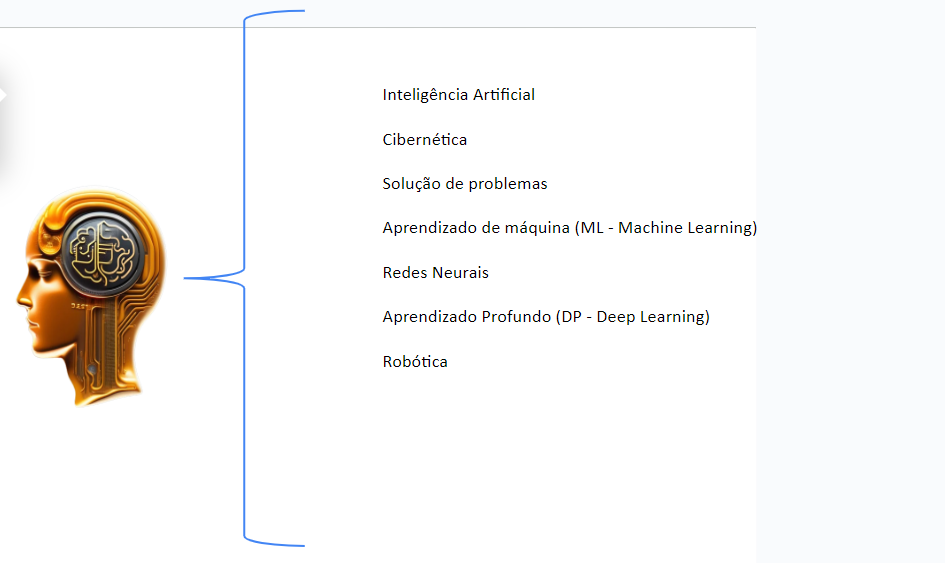 Inteligência Artificial
Cibernética
Solução de problemas
Aprendizado de máquina (ML - Machine Learning)
Redes Neurais
Aprendizado Profundo (DP - Deep Learning)
Robótica